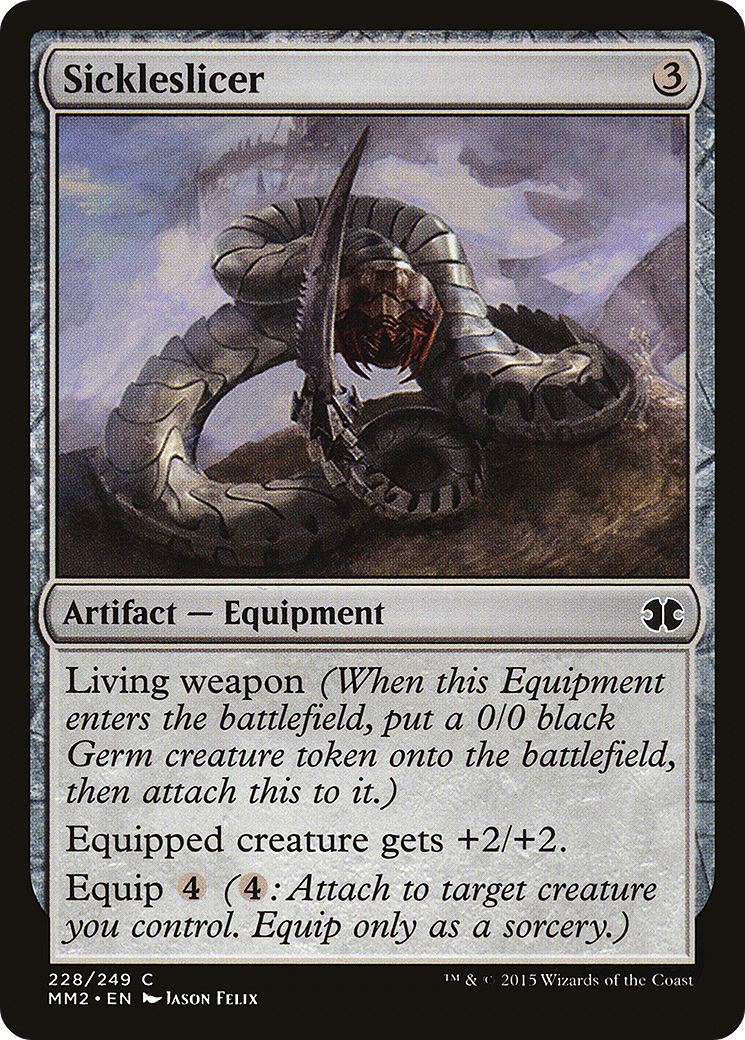 Sickleslicer 3
Artifact — Equipment
Living weapon (When this Equipment
enters the battlefield, put a 0/0 black
Germ creature token onto the battlefield,
then attach this to it.)
Equipped creature gets +2/+2.
Equip 4 (4: Attach to target creature
you control. Equip only as a sorcery.)
228/249 C
MM2 • EN Jason Felix
™ & © 2015 Wizards of the Coast